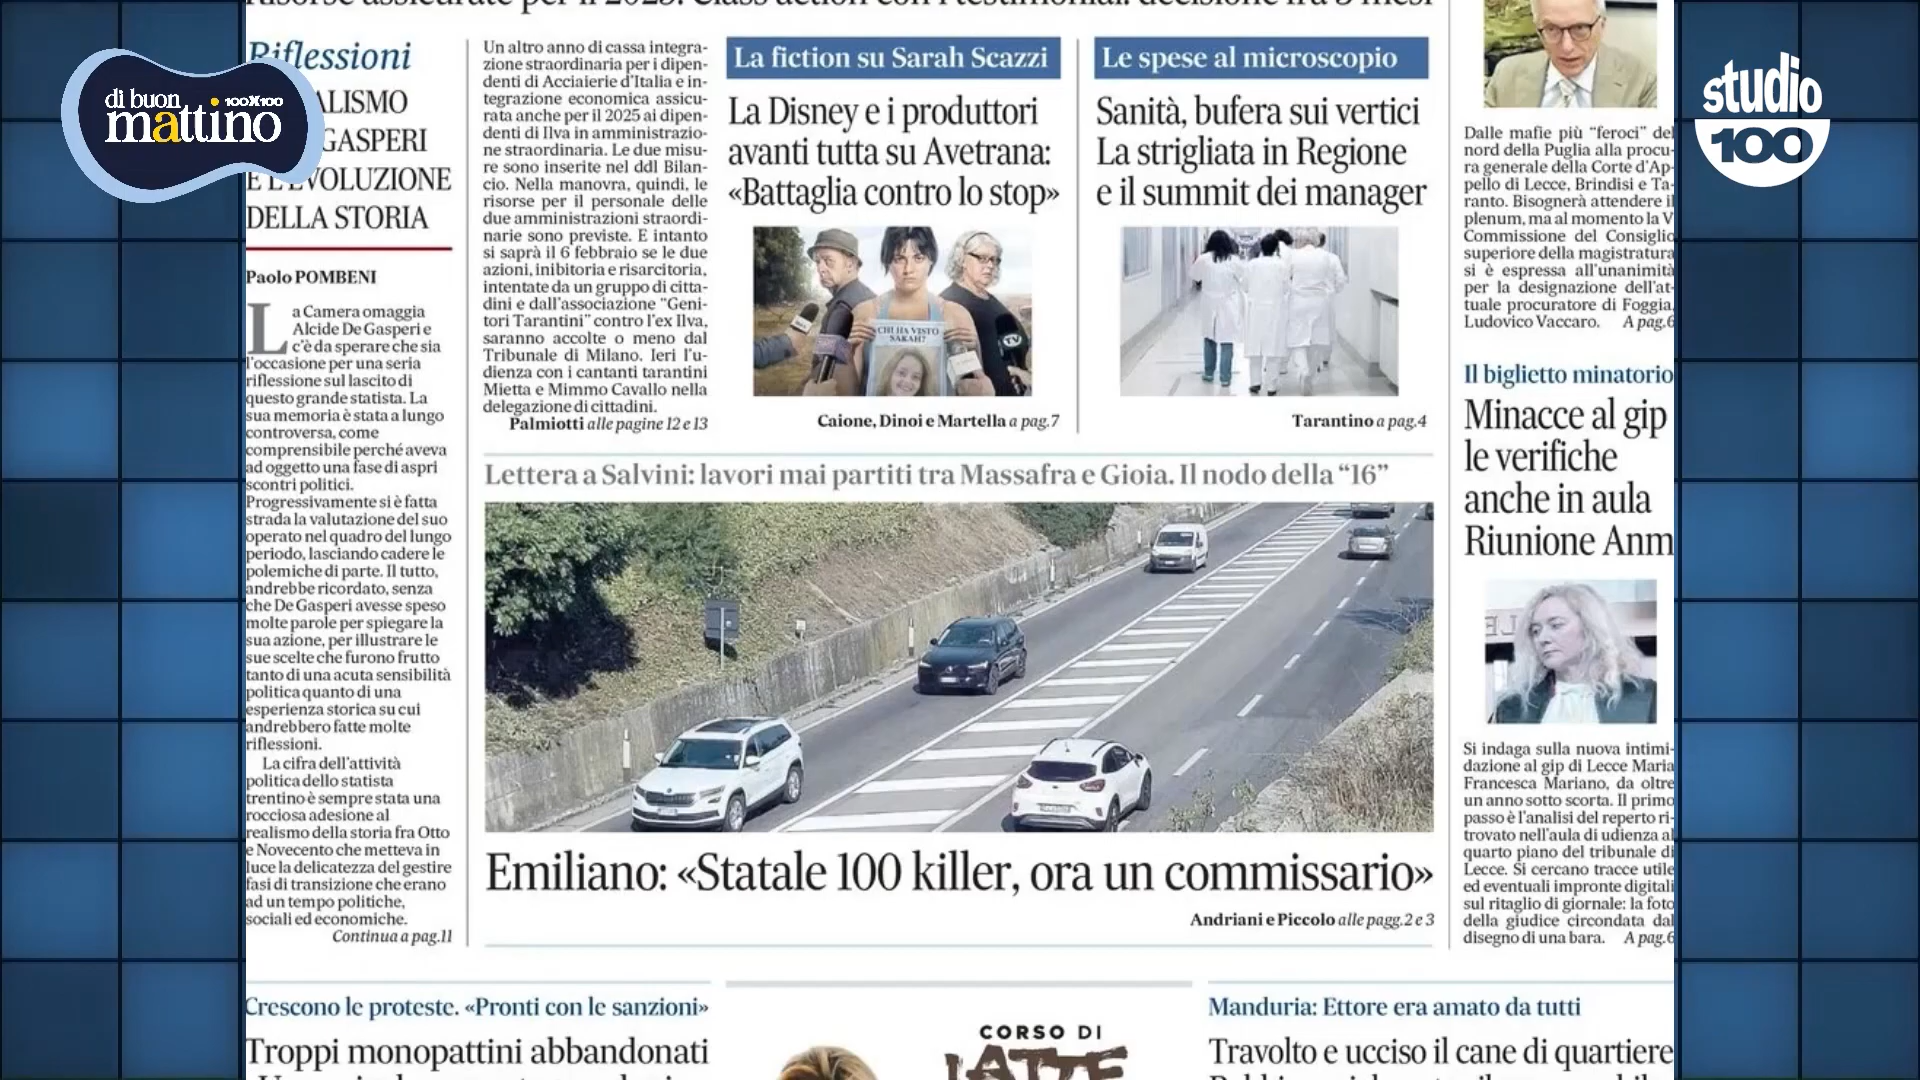 di buon
mattino
100X100
studio
100
Riflessioni
GASPERI
E L'EVOLUZIONE
DELLA STORIA
Paolo POMBENI
La Camera omaggia
Alcide De Gasperi e
c'è da sperare che sia
l'occasione per una seria
riflessione sul lascito di
questo grande statista. La
sua memoria è stata a lungo
controversa, come
comprensibile perché aveva
ad oggetto una fase di aspri
scontri politici.
Progressivamente si è fatta
strada la valutazione del suo
operato nel quadro del lungo
periodo, lasciando cadere le
polemiche di parte. Il tutto,
andrebbe ricordato, senza
che De Gasperi avesse speso
molte parole per spiegare la
sua azione, per illustrare le
sue scelte che furono frutto
tanto di una acuta sensibilità
politica quanto di una
esperienza storica su cui
andrebbero fatte molte
riflessioni.
La cifra dell'attività
politica dello statista
trentino è sempre stata una
rocciosa adesione al
realismo della storia fra Otto
e Novecento che metteva in
luce la delicatezza del gestire
fasi di transizione che erano
ad un tempo politiche,
sociali ed economiche.
Continua a pag.11
Un altro anno di cassa integra-
zione straordinaria per i dipen-
denti di Acciaierie d'Italia e in-
tegrazione economica assicu-
rata anche per il 2025 ai dipen-
denti di Ilva in amministrazio-
ne straordinaria. Le due misu-
re sono inserite nel ddl Bilan-
cio. Nella manovra, quindi, le
risorse per il personale delle
due amministrazioni straordi-
narie sono previste. E intanto
si saprà il 6 febbraio se le due
azioni, inibitoria e risarcitoria,
intentate da un gruppo di citta-
dini e dall'associazione "Geni-
tori Tarantini" contro l'ex Ilva,
saranno accolte o meno dal
Tribunale di Milano. Ieri l'u-
dienza con i cantanti tarantini
Mietta e Mimmo Cavallo nella
delegazione di cittadini.
Palmiotti alle pagine 12 e 13
La fiction su Sarah Scazzi
La Disney e i produttori
avanti tutta su Avetrana:
«Battaglia contro lo stop»
CHI HA VISTO
SARAH?
TV
Caione, Dinoi e Martella a pag.7
Le spese al microscopio
Sanità, bufera sui vertici
La strigliata in Regione
e il summit dei manager
Tarantino a pag.4
Lettera a Salvini: lavori mai partiti tra Massafra e Gioia. Il nodo della "16"
Emiliano: «Statale 100 killer, ora un commissario»
Andriani e Piccolo alle pagg.2 e 3
Dalle mafie più "feroci" del
nord della Puglia alla procu-
ra generale della Corte d'Ap-
pello di Lecce, Brindisi e Ta-
ranto. Bisognerà attendere il
plenum, ma al momento la V
Commissione del Consiglio
superiore della magistratura
si è espressa all'unanimità
per la designazione dell'at-
tuale procuratore di Foggia,
Ludovico Vaccaro. A pag.6
Il biglietto minatorio
Minacce al gip
le verifiche
anche in aula
Riunione Anm
Si indaga sulla nuova intimi-
dazione al gip di Lecce Maria
Francesca Mariano, da oltre
un anno sotto scorta. Il primo
passo è l'analisi del reperto ri-
trovato nell'aula di udienza al
quarto piano del tribunale di
Lecce. Si cercano tracce utile
ed eventuali impronte digitali
sul ritaglio di giornale: la foto
della giudice circondata dal
disegno di una bara. A pag.6
Crescono le proteste. «Pronti con le sanzioni»
Troppi monopattini abbandonati
CORSO DI
Manduria: Ettore era amato da tutti
Travolto e ucciso il cane di quartiere